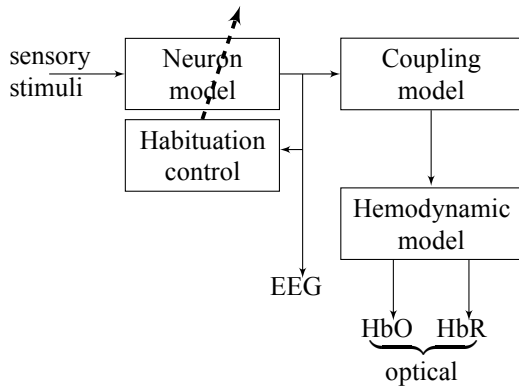 sensory
stimuli
Neuron
model
Coupling
model
Habituation
control
Hemodynamic
model
EEG
HbO
HbR
optical